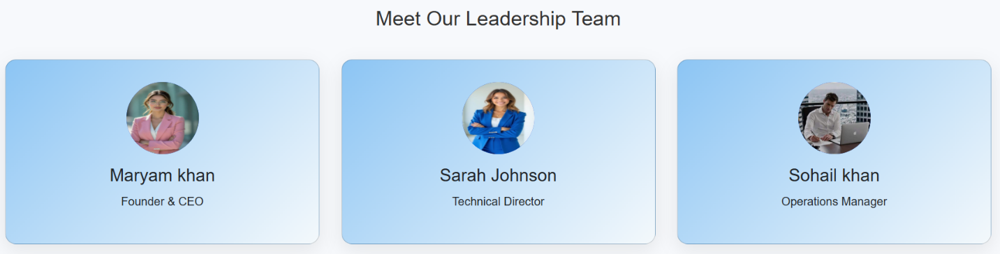 Meet Our Leadership Team
Maryam khan
Founder & CEO
Sarah Johnson
Technical Director
Sohail khan
Operations Manager